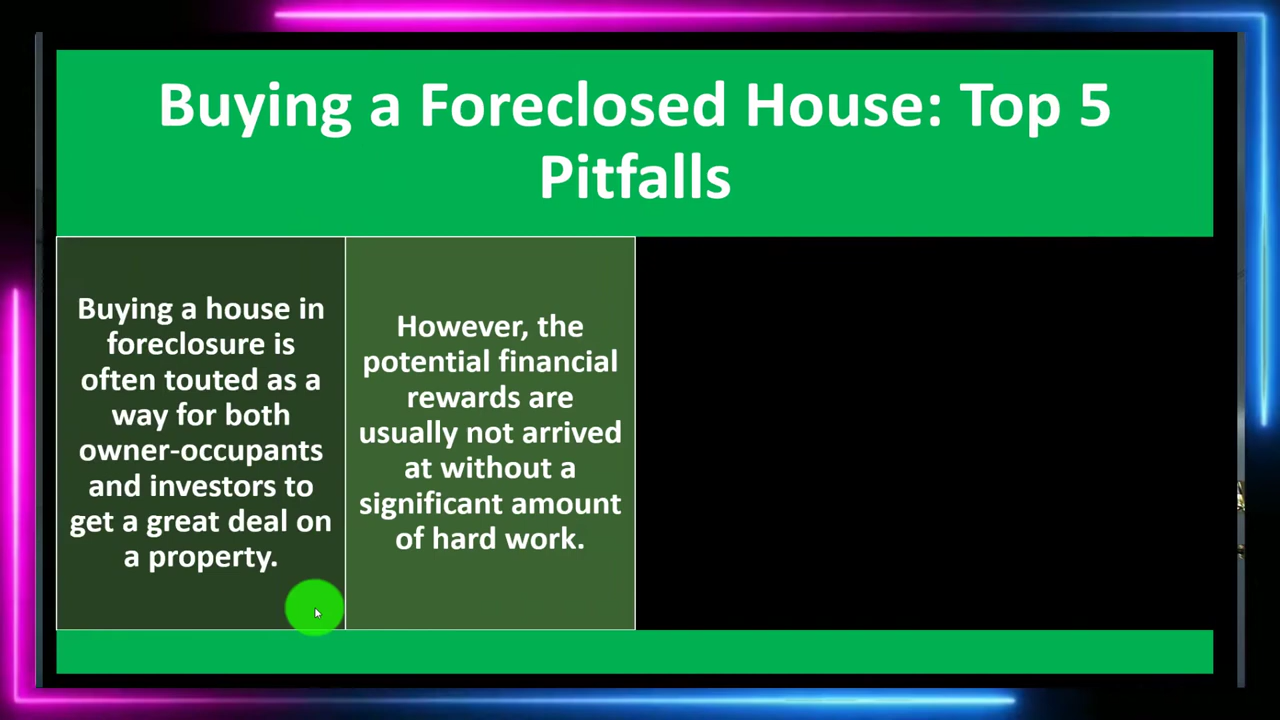 Buying a Foreclosed House: Top 5
Pitfalls
Buying a house in
foreclosure is
often touted as a
way for both
owner-occupants
and investors to
get a great deal on
a property.
However, the
potential financial
rewards are
usually not arrived
at without a
significant amount
of hard work.